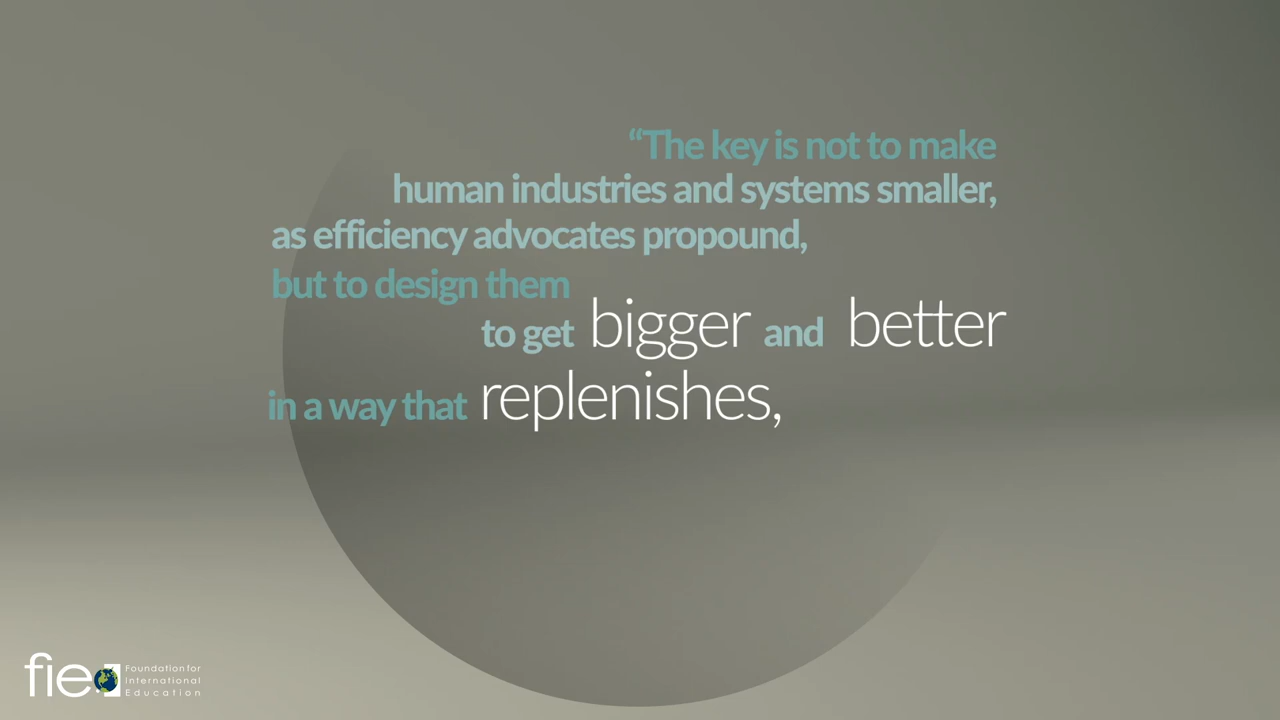 “The key is not to make
human industries and systems smaller,
as efficiency advocates propound,
but to design them
to get bigger and better
in a way that replenishes,
fie
Foundation for
International
Education